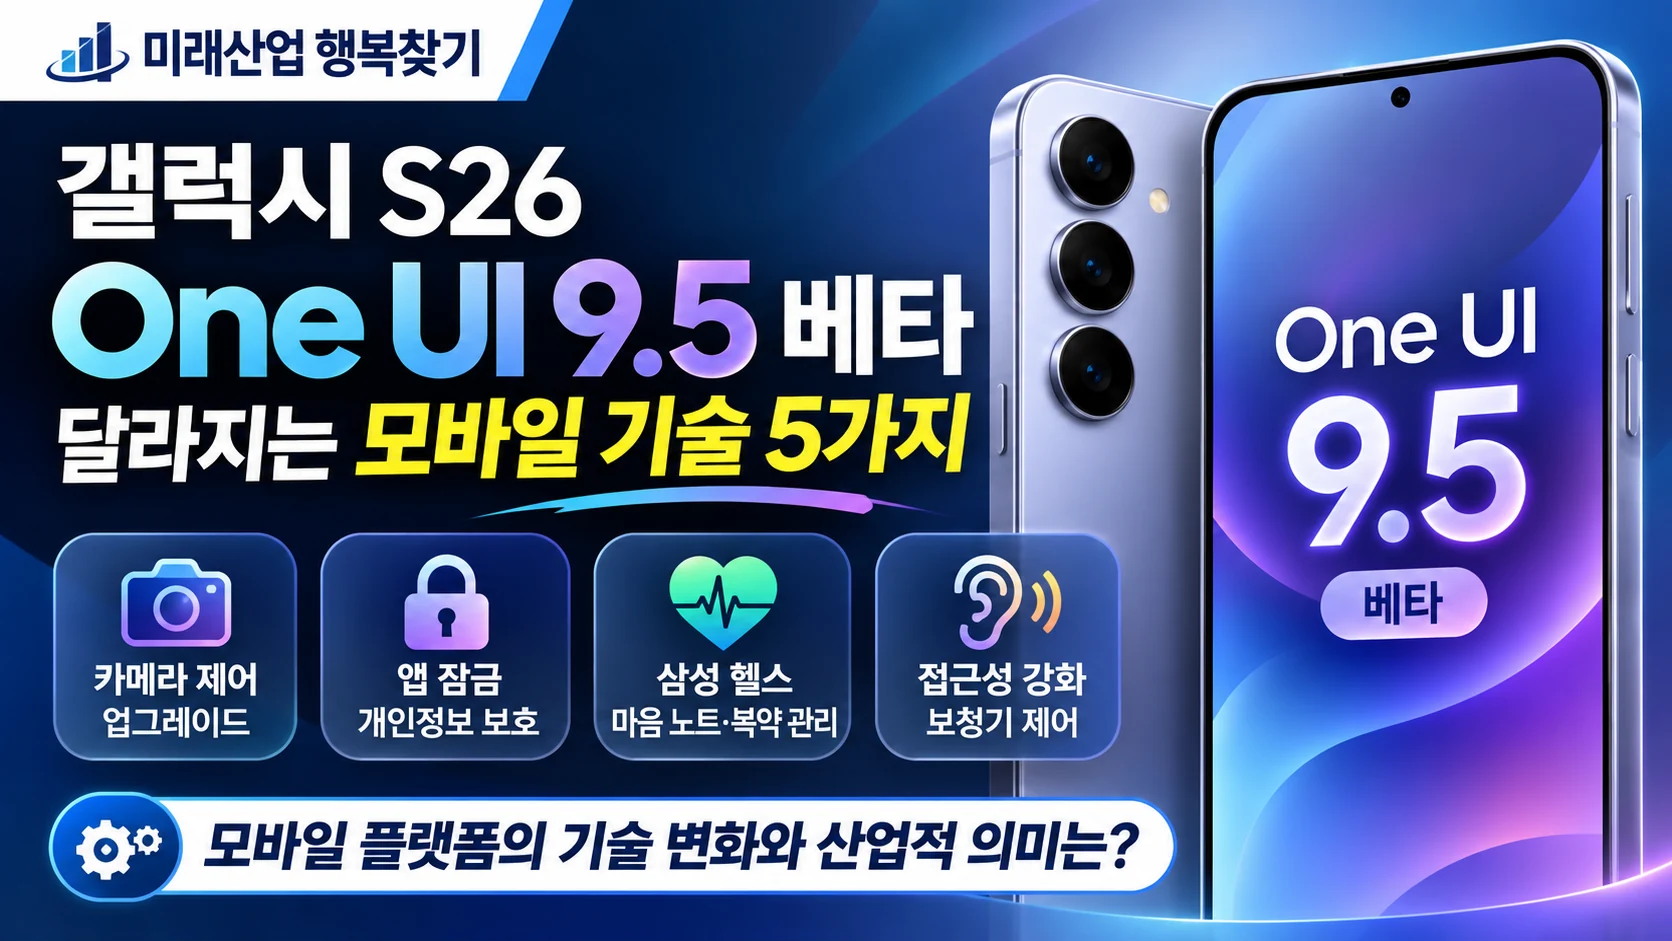 미래산업 행복찾기
갤럭시 S26
One UI 9.5 베타
달라지는 모바일 기술 5가지
카메라 제어
업그레이드
앱 잠금
개인정보 보호
삼성 헬스
마음 노트·복약 관리
접근성 강화
보청기 제어
모바일 플랫폼의 기술 변화와 산업적 의미는?
One UI
9.5
베타